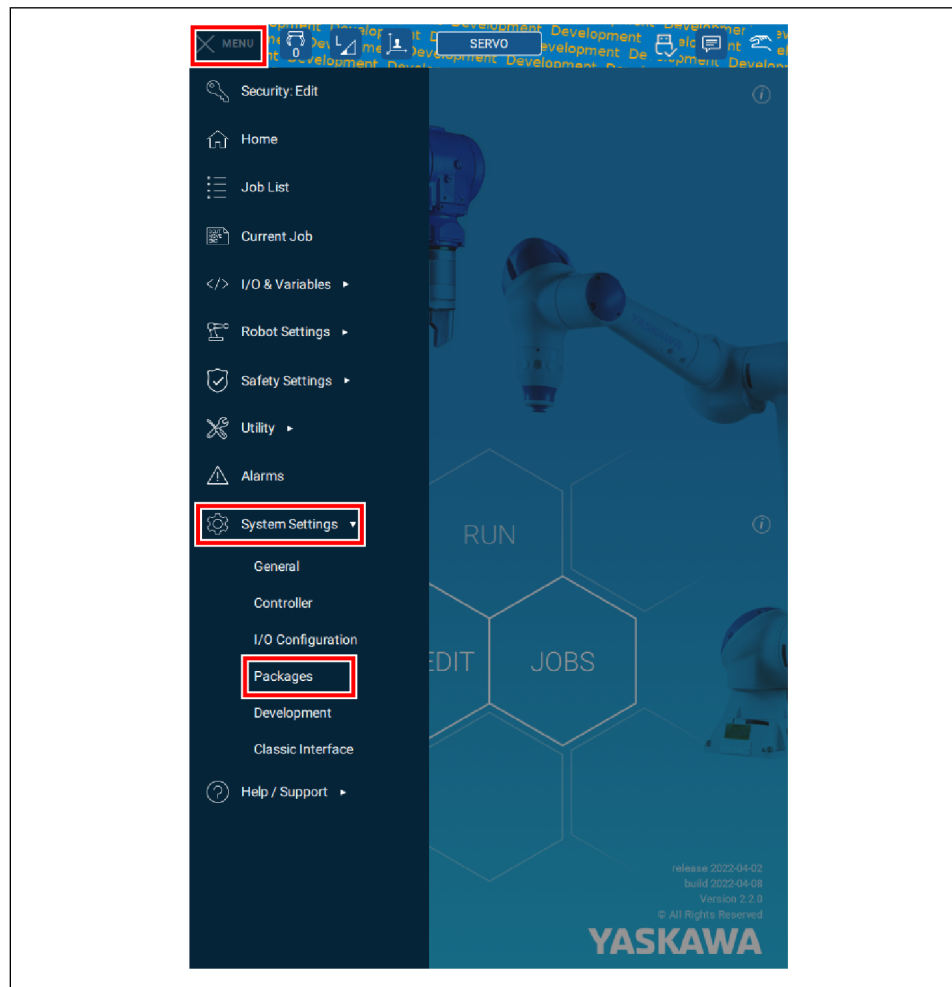 MENU
0
L
SERVO
Development
Security: Edit
Home
Job List
Current Job
</> I/O & Variables
Robot Settings
Safety Settings
Utility
Alarms
System Settings
RUN
General
Controller
I/O Configuration
EDIT
JOBS
Packages
Development
Classic Interface
Help / Support
release 2022-04-02
build 2022-04-08
Version 2.2.0
© All Rights Reserved
YASKAWA